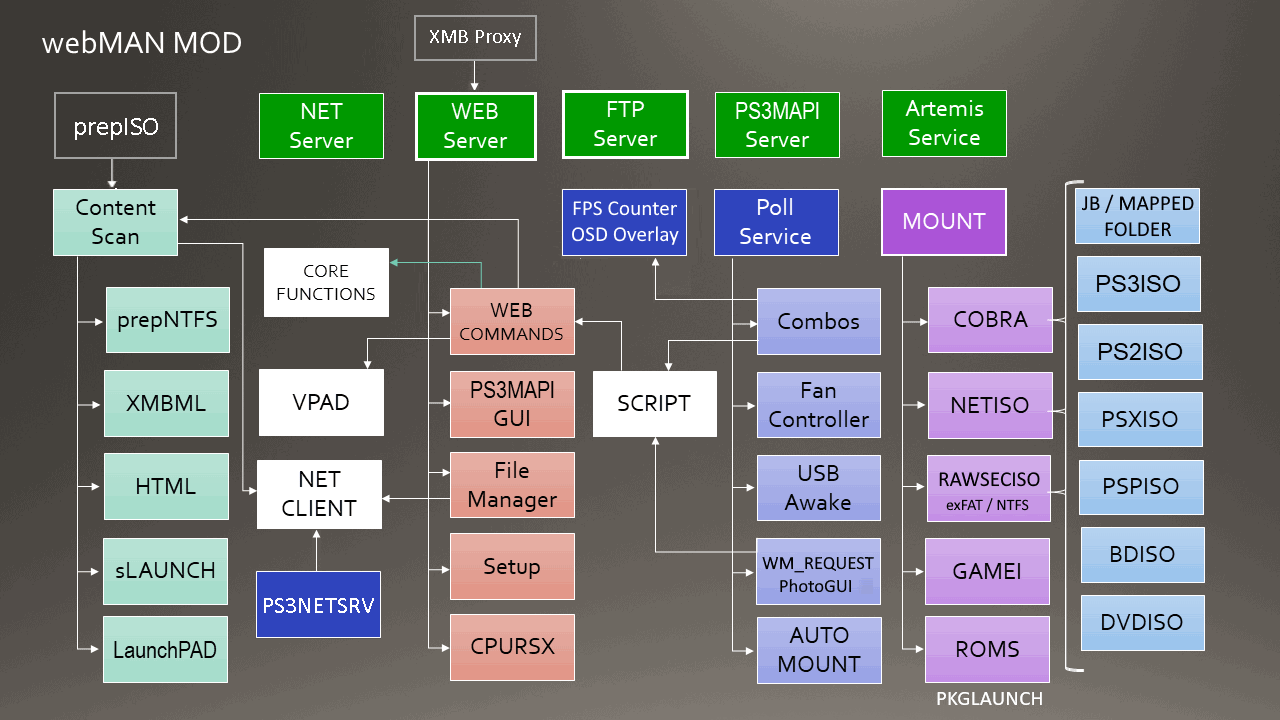 webMAN MOD
XMB Proxy
prepISO
NET
Server
WEB
Server
FTP
Server
PS3MAPI
Server
Artemis
Service
Content
Scan
FPS Counter
OSD Overlay
Poll
Service
MOUNT
JB / MAPPED
FOLDER
CORE
FUNCTIONS
prepNTFS
WEB
COMMANDS
Combos
COBRA
PS3ISO
PS2ISO
XMBML
VPAD
PS3MAPI
GUI
SCRIPT
Fan
Controller
NETISO
PSXISO
HTML
NET
CLIENT
File
Manager
USB
Awake
RAWSECISO
exFAT / NTFS
PSPISO
sLAUNCH
PS3NETSRV
Setup
WM_REQUEST
PhotoGUI
GAMEI
BDISO
LaunchPAD
CPURSX
AUTO
MOUNT
ROMS
DVDISO
PKGLAUNCH